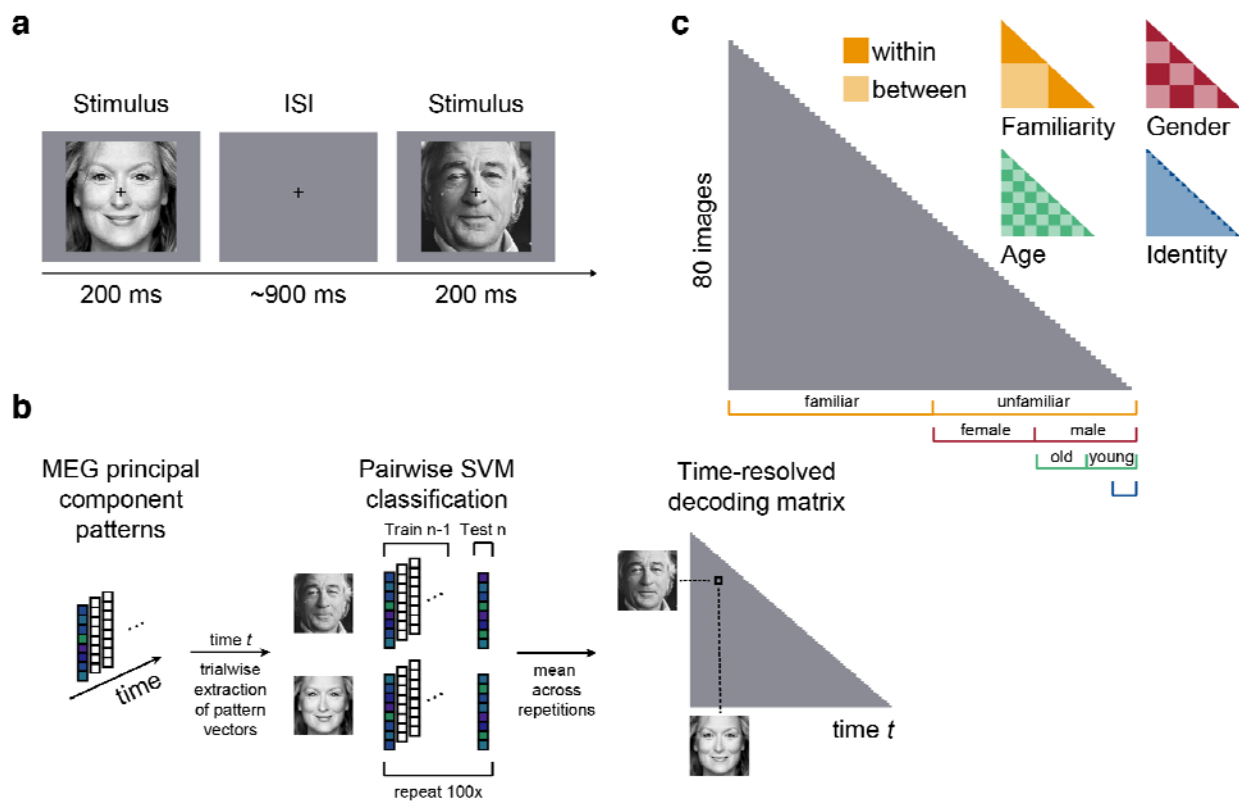 a
Stimulus
ISI
Stimulus
200 ms
~900 ms
200 ms
b
MEG principal
component
patterns
time
time t
trialwise
extraction
of pattern
vectors
Pairwise SVM
classification
Train n-1
Test n
...
...
...
repeat 100x
mean
across
repetitions
Time-resolved
decoding matrix
time t
c
within
between
Familiarity
Gender
Age
Identity
80 images
familiar
unfamiliar
female
male
old
young